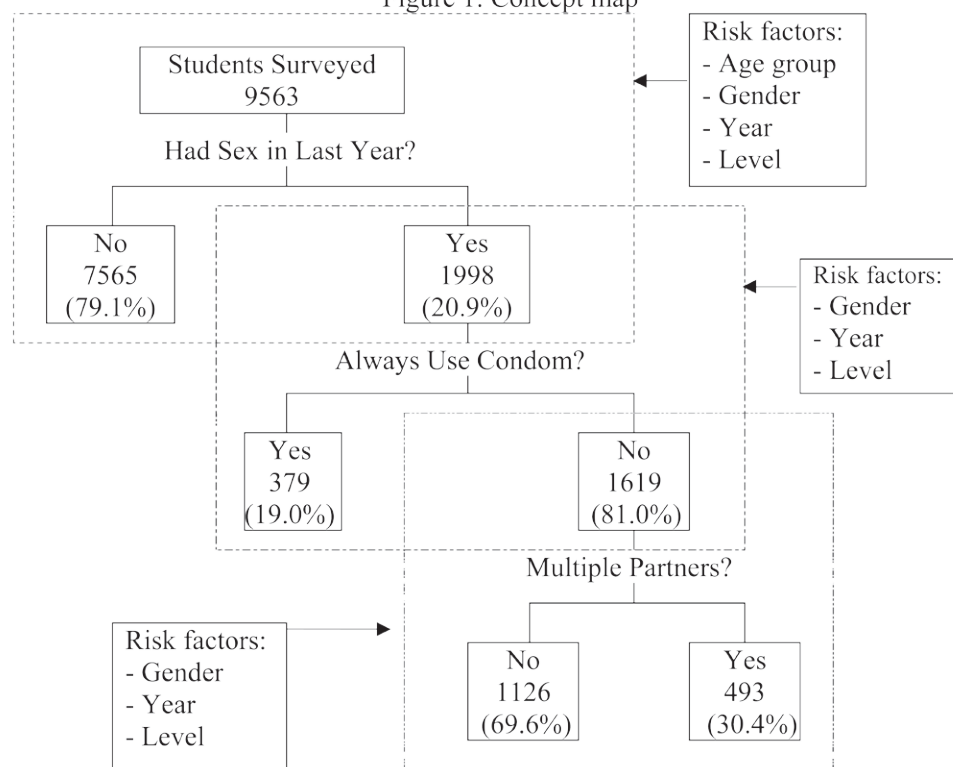 Figure 1. Concept map
Students Surveyed
9563
Risk factors:
- Age group
- Gender
- Year
- Level
Had Sex in Last Year?
No
7565
(79.1%)
Yes
1998
(20.9%)
Risk factors:
- Gender
- Year
- Level
Always Use Condom?
Yes
379
(19.0%)
No
1619
(81.0%)
Multiple Partners?
Risk factors:
- Gender
- Year
- Level
No
1126
(69.6%)
Yes
493
(30.4%)